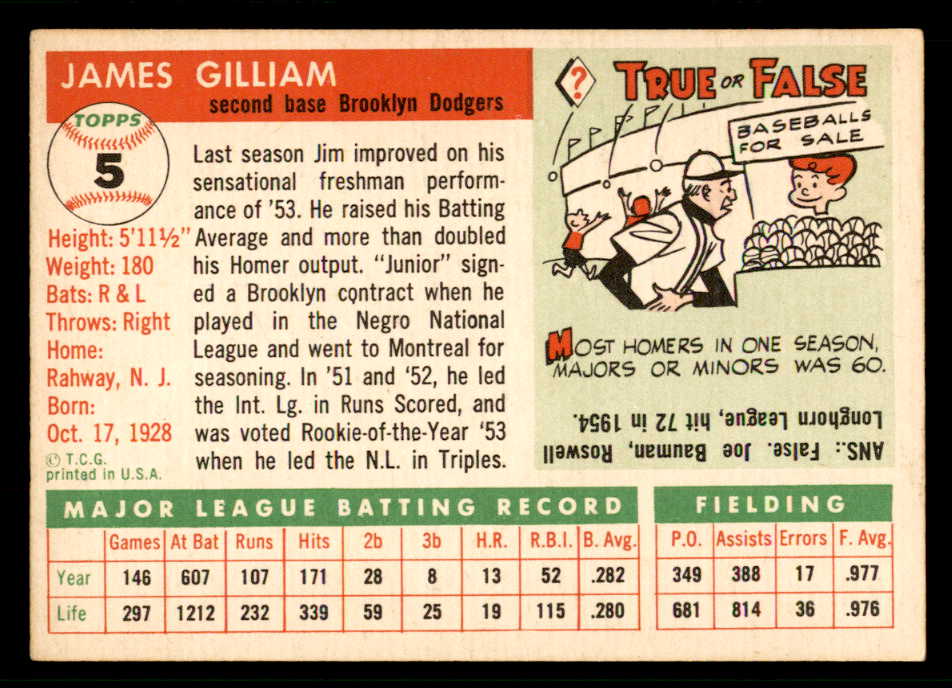 JAMES GILLIAM
second base Brooklyn Dodgers
TOPPS
5
Height: 5'11½"
Weight: 180
Bats: R & L
Throws: Right
Home:
Rahway, N. J.
Born:
Oct. 17, 1928
© T.C.G.
printed in U.S.A.
Last season Jim improved on his
sensational freshman perform-
ance of '53. He raised his Batting
Average and more than doubled
his Homer output. "Junior" sign-
ed a Brooklyn contract when he
played in the Negro National
League and went to Montreal for
seasoning. In '51 and '52, he led
the Int. Lg. in Runs Scored, and
was voted Rookie-of-the-Year '53
when he led the N.L. in Triples.
? TRUE OR FALSE
BASEBALLS
FOR SALE
MOST HOMERS IN ONE SEASON,
MAJORS OR MINORS WAS 60.
ANS.: False. Joe Bauman, Roswell
Longhorn League, hit 72 in 1954.
MAJOR LEAGUE BATTING RECORD
Games At Bat Runs Hits 2b 3b H.R. R.B.I. B. Avg.
Year 146 607 107 171 28 8 13 52 .282
Life 297 1212 232 339 59 25 19 115 .280
FIELDING
P.O. Assists Errors F. Avg.
349 388 17 .977
681 814 36 .976